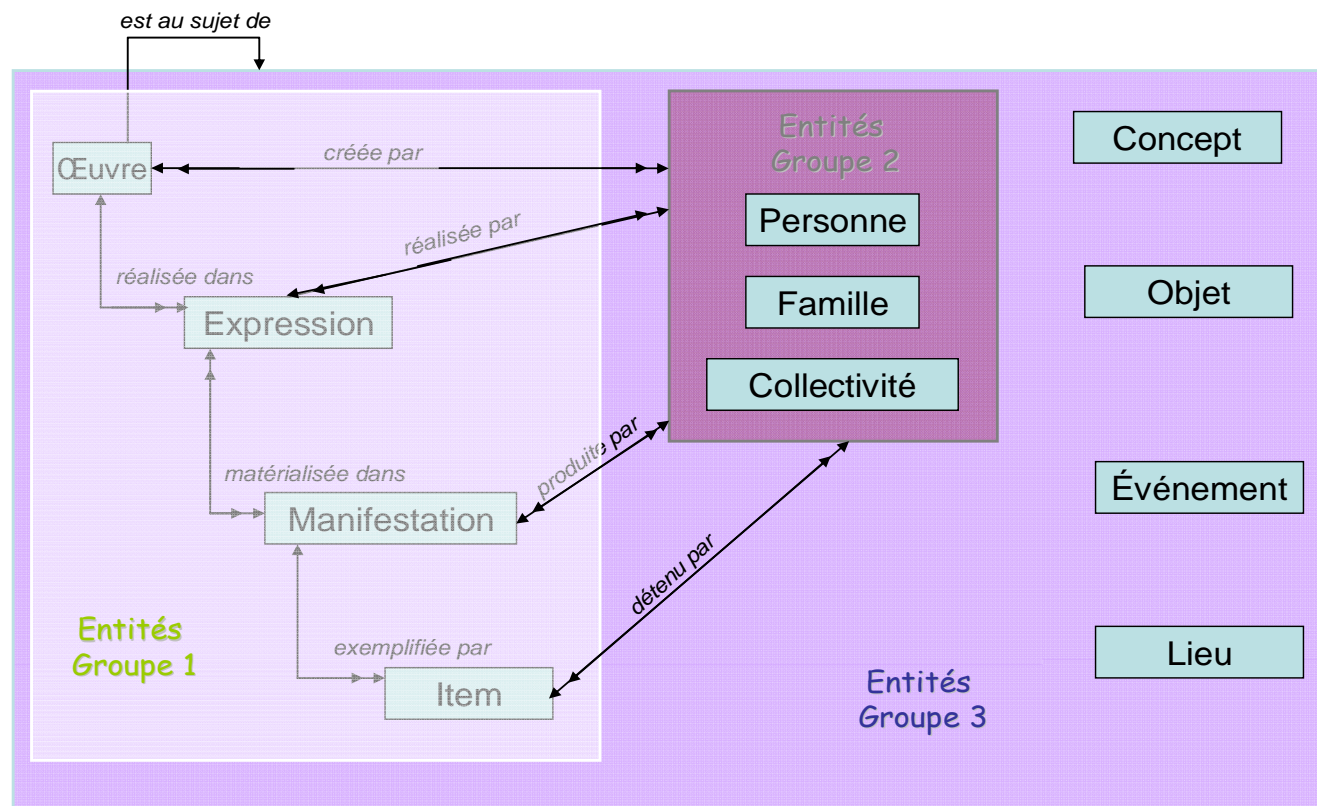 est au sujet de
Œuvre
créée par
Entités
Groupe 2
Concept
Personne
réalisée par
réalisée dans
Expression
Famille
Objet
Collectivité
matérialisée dans
produite par
Manifestation
Événement
détenu par
Entités
Groupe 1
exemplifiée par
Item
Entités
Groupe 3
Lieu